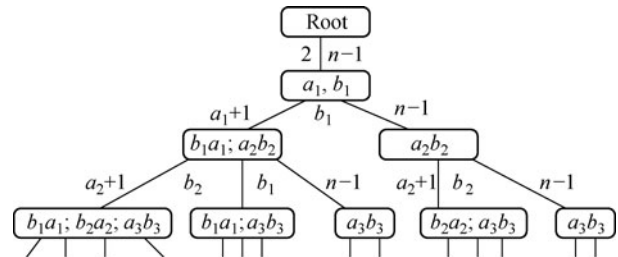 Root
2 n−1
a₁, b₁
a₁+1 b₁ n−1
b₁a₁; a₂b₂ a₂b₂
a₂+1 b₂ b₁ n−1 a₂+1 b₂ n−1
b₁a₁; b₂a₂; a₃b₃ b₁a₁; a₃b₃ a₃b₃ b₂a₂; a₃b₃ a₃b₃